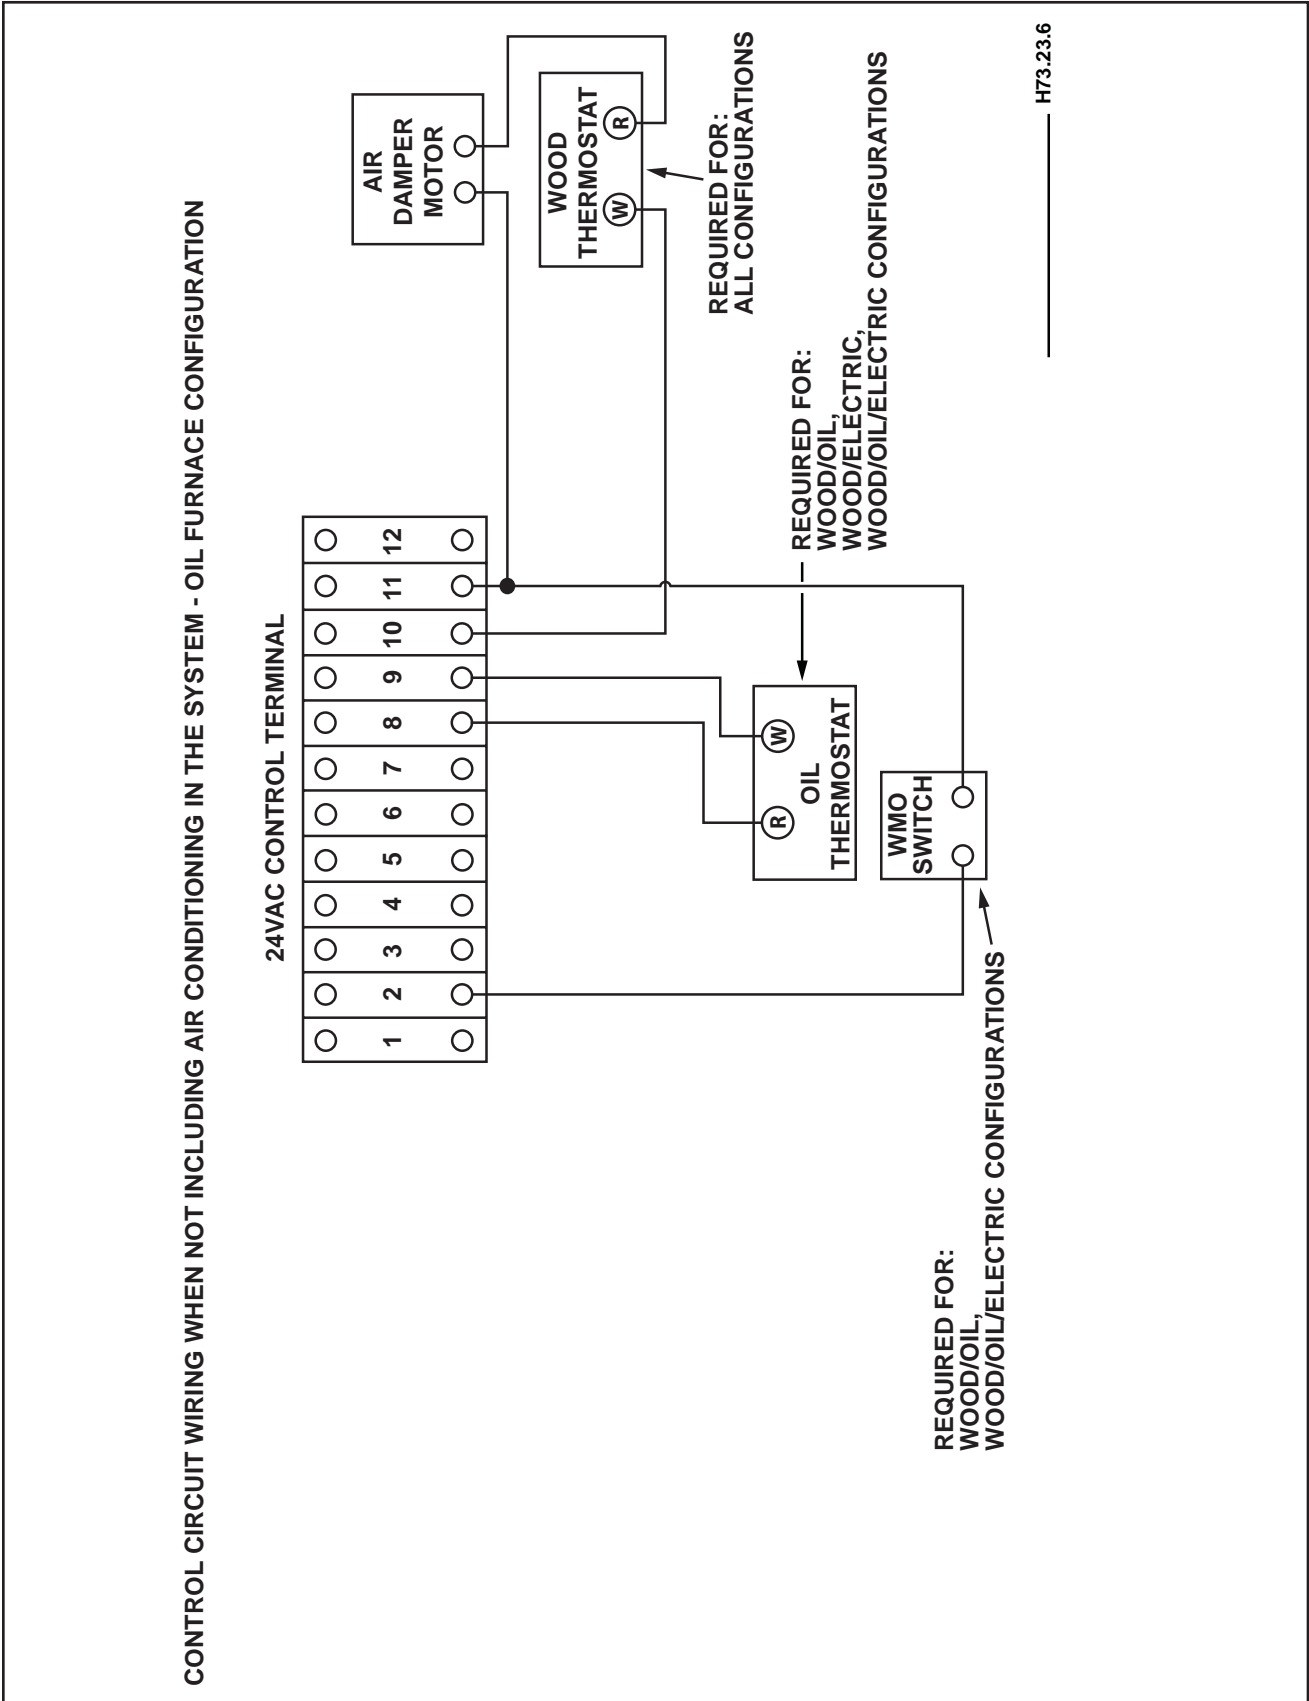 CONTROL CIRCUIT WIRING WHEN NOT INCLUDING AIR CONDITIONING IN THE SYSTEM - OIL FURNACE CONFIGURATION
24VAC CONTROL TERMINAL
1 2 3 4 5 6 7 8 9 10 11 12
AIR
DAMPER
MOTOR
WOOD
THERMOSTAT
W R
REQUIRED FOR:
ALL CONFIGURATIONS
REQUIRED FOR:
WOOD/OIL,
WOOD/ELECTRIC,
WOOD/OIL/ELECTRIC CONFIGURATIONS
R W
OIL
THERMOSTAT
WMO
SWITCH
REQUIRED FOR:
WOOD/OIL,
WOOD/OIL/ELECTRIC CONFIGURATIONS
H73.23.6